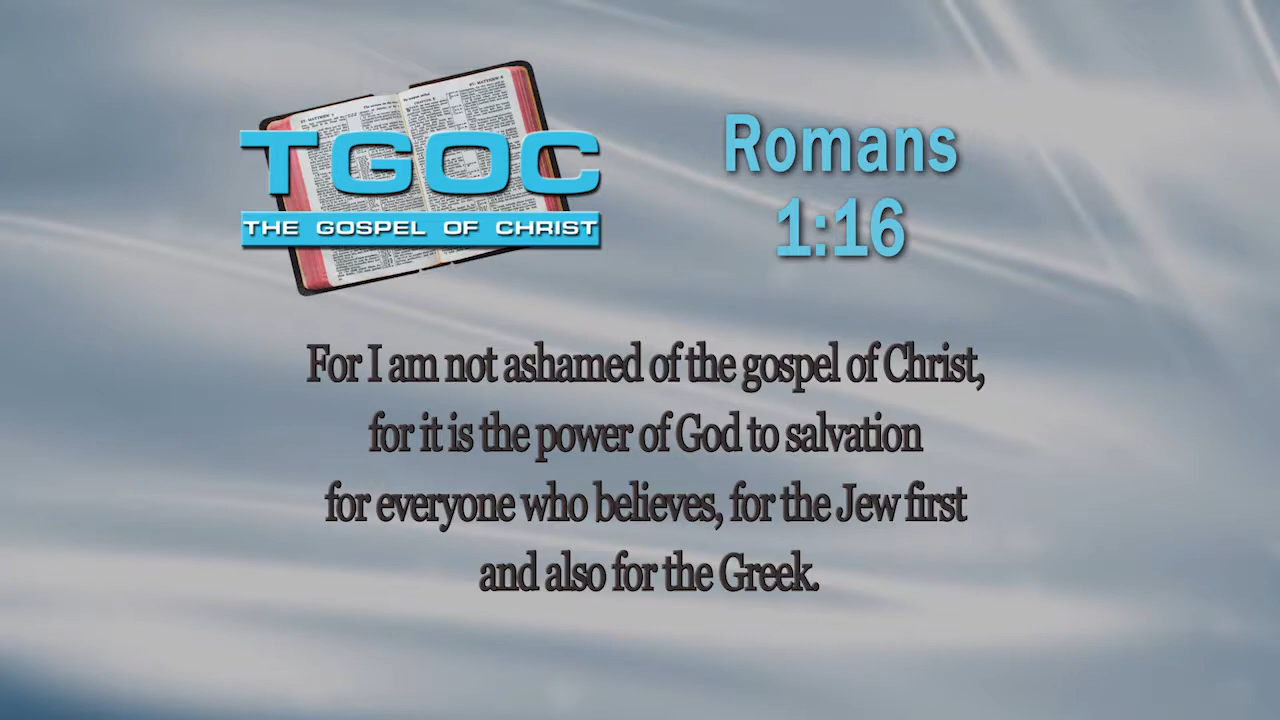 TGOC
THE GOSPEL OF CHRIST
Romans
1:16
For I am not ashamed of the gospel of Christ,
for it is the power of God to salvation
for everyone who believes, for the Jew first
and also for the Greek.